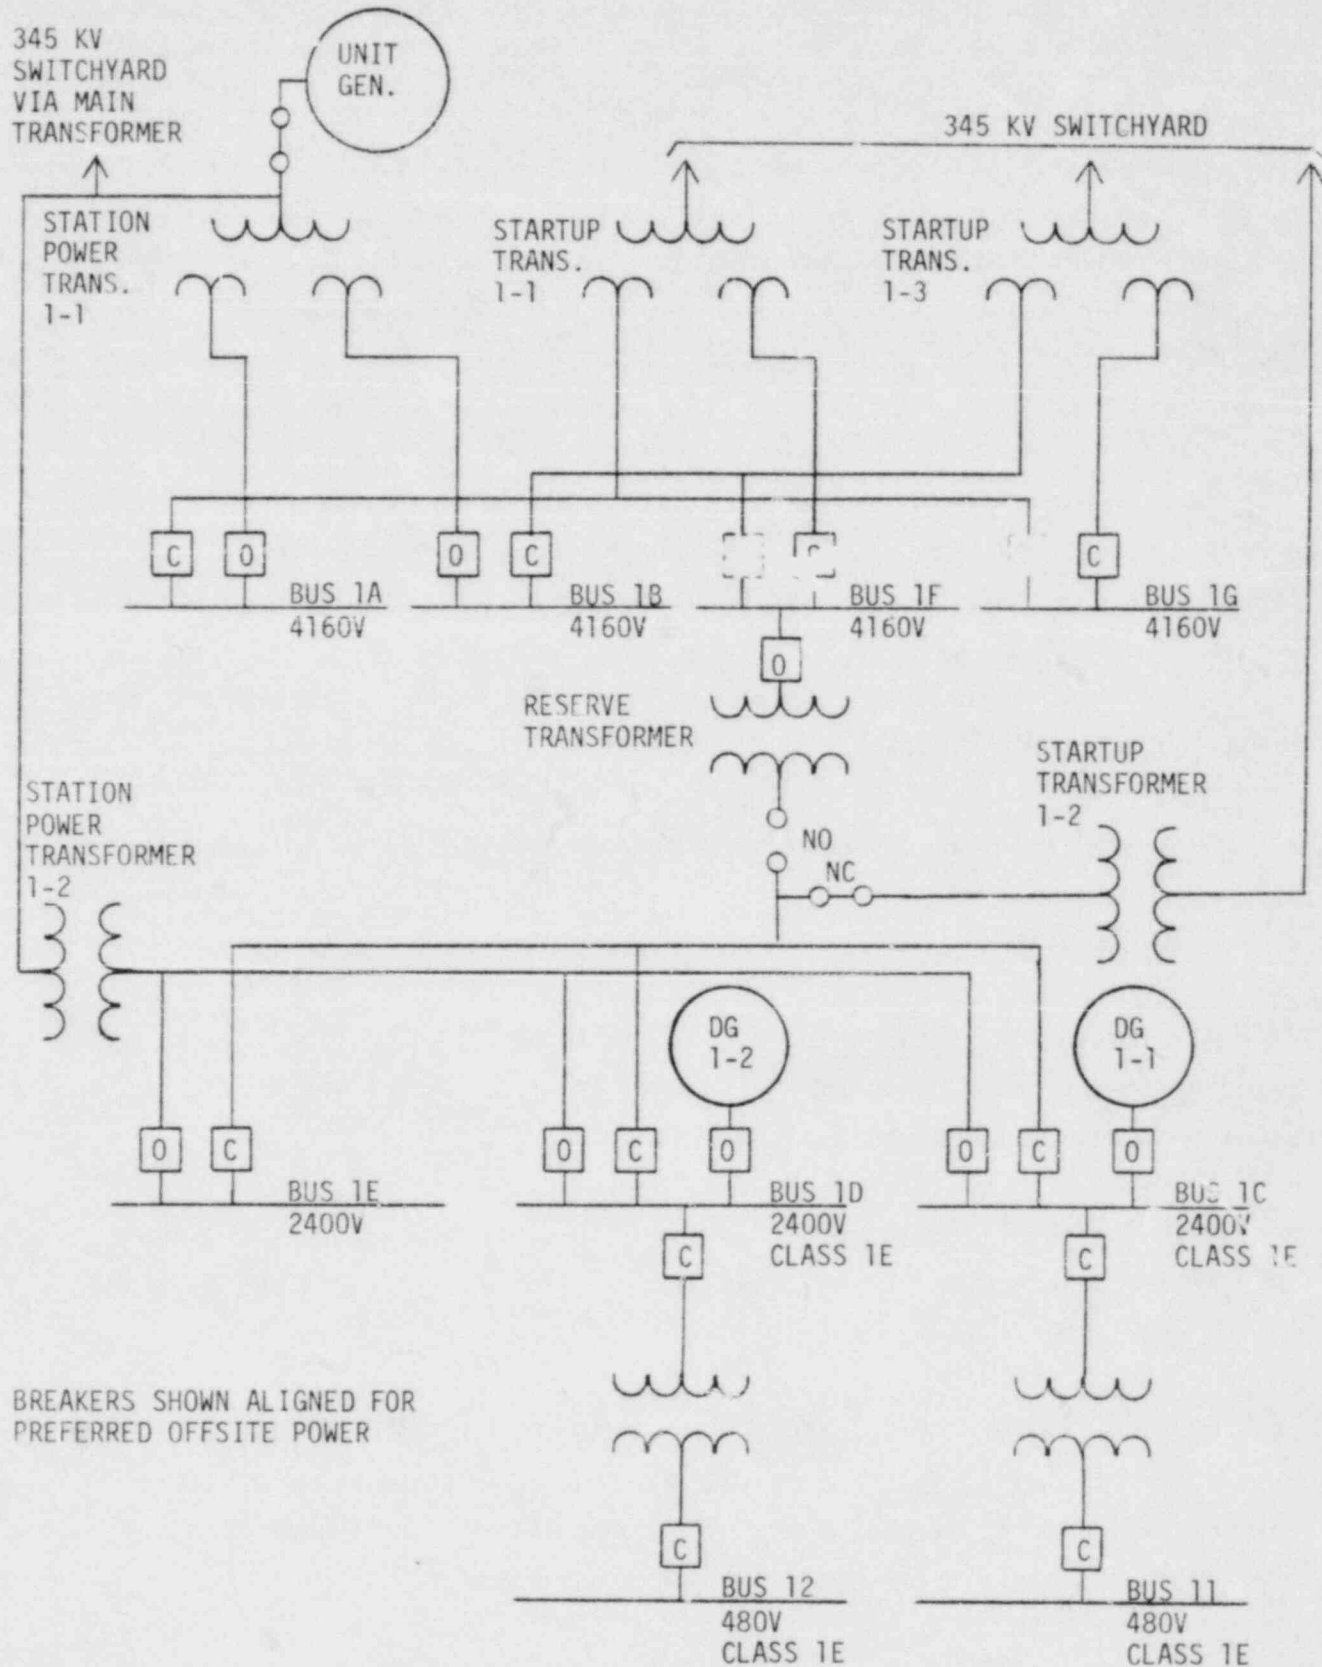 345 KV
SWITCHYARD
VIA MAIN
TRANSFORMER
UNIT
GEN.
345 KV SWITCHYARD
STATION
POWER
TRANS.
1-1
STARTUP
TRANS.
1-1
STARTUP
TRANS.
1-3
C
O
O
C
C
C
BUS 1A
4160V
BUS 1B
4160V
BUS 1F
4160V
BUS 1G
4160V
O
RESERVE
TRANSFORMER
STARTUP
TRANSFORMER
1-2
NO
NC
STATION
POWER
TRANSFORMER
1-2
DG
1-2
DG
1-1
O
C
O
C
O
O
C
O
BUS 1E
2400V
BUS 1D
2400V
CLASS 1E
BUS 1C
2400V
CLASS 1E
C
C
BREAKERS SHOWN ALIGNED FOR
PREFERRED OFFSITE POWER
C
C
BUS 12
480V
CLASS 1E
BUS 11
480V
CLASS 1E